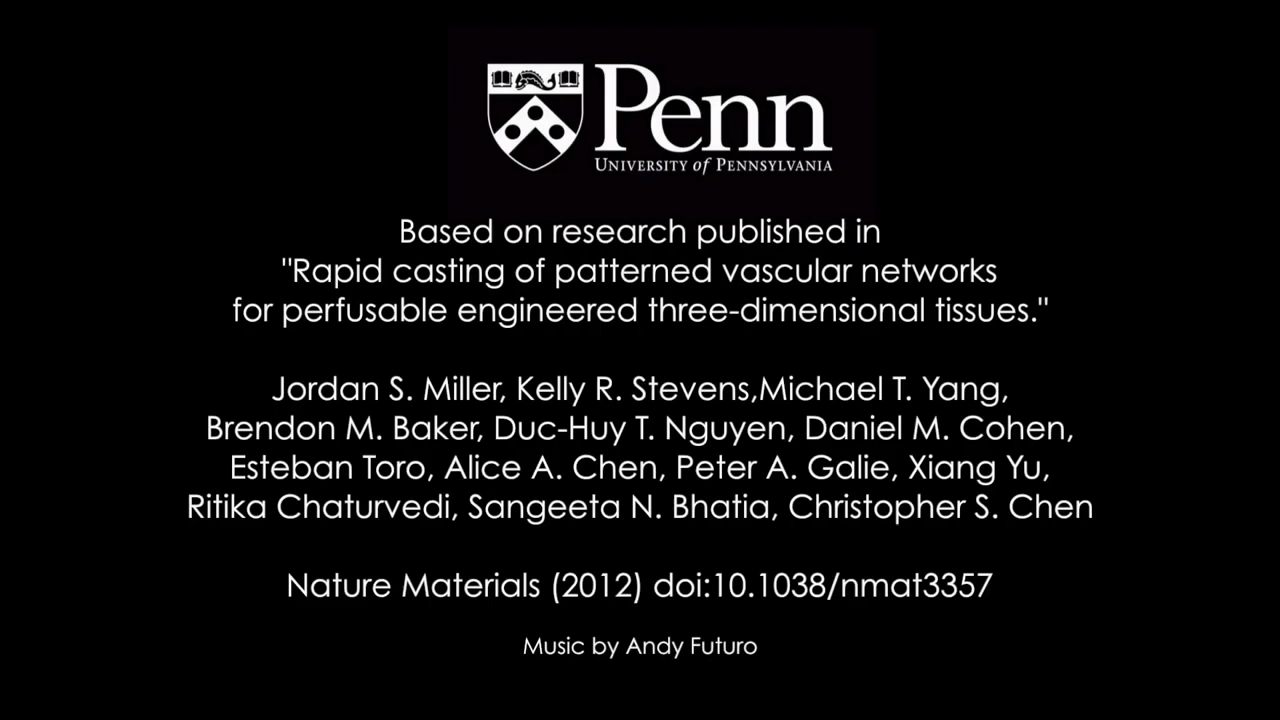 Penn
UNIVERSITY of PENNSYLVANIA
Based on research published in
"Rapid casting of patterned vascular networks
for perfusable engineered three-dimensional tissues."
Jordan S. Miller, Kelly R. Stevens,Michael T. Yang,
Brendon M. Baker, Duc-Huy T. Nguyen, Daniel M. Cohen,
Esteban Toro, Alice A. Chen, Peter A. Galie, Xiang Yu,
Ritika Chaturvedi, Sangeeta N. Bhatia, Christopher S. Chen
Nature Materials (2012) doi:10.1038/nmat3357
Music by Andy Futuro